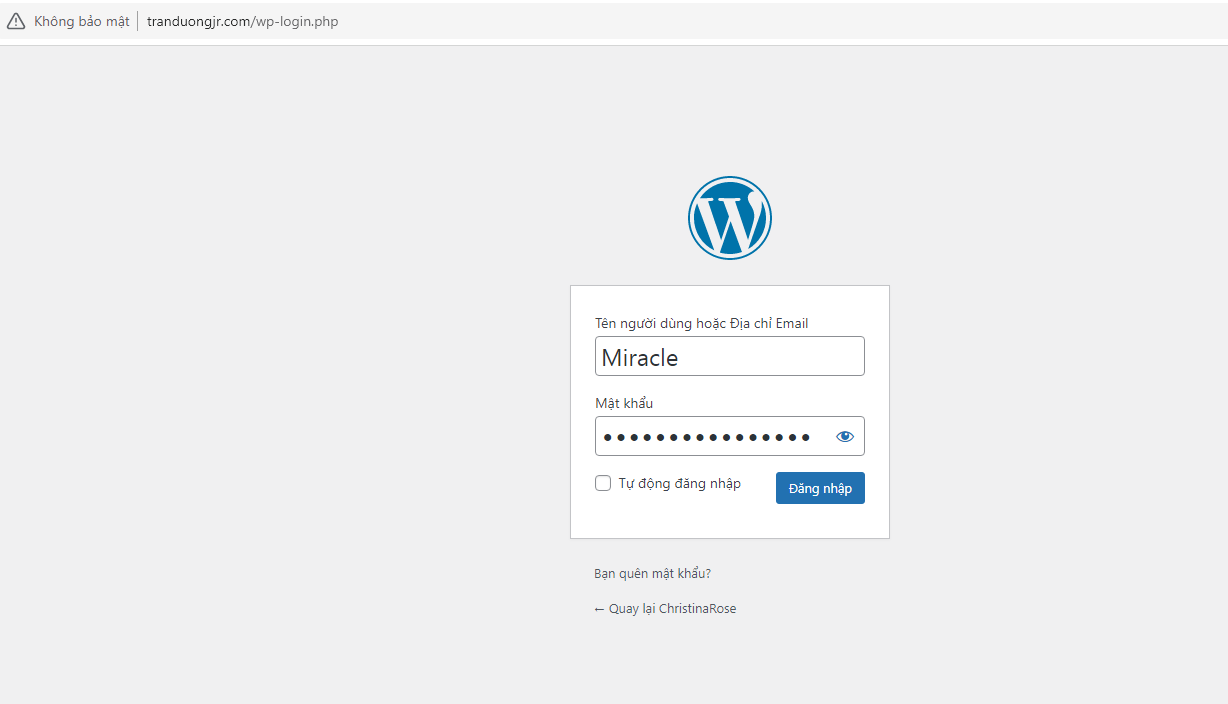 Không bảo mật tranduongjr.com/wp-login.php
Tên người dùng hoặc Địa chỉ Email
Miracle
Mật khẩu
Tự động đăng nhập Đăng nhập
Bạn quên mật khẩu?
← Quay lại ChristinaRose